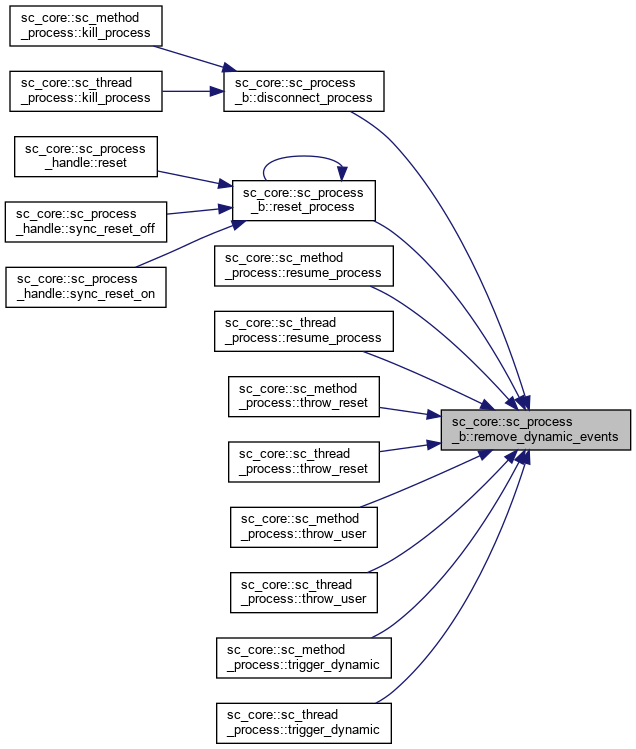 sc_core::sc_method
_process::kill_process
sc_core::sc_thread
_process::kill_process
sc_core::sc_process
_b::disconnect_process
sc_core::sc_process
_handle::reset
sc_core::sc_process
_b::reset_process
sc_core::sc_process
_handle::sync_reset_off
sc_core::sc_process
_handle::sync_reset_on
sc_core::sc_method
_process::resume_process
sc_core::sc_thread
_process::resume_process
sc_core::sc_method
_process::throw_reset
sc_core::sc_process
_b::remove_dynamic_events
sc_core::sc_thread
_process::throw_reset
sc_core::sc_method
_process::throw_user
sc_core::sc_thread
_process::throw_user
sc_core::sc_method
_process::trigger_dynamic
sc_core::sc_thread
_process::trigger_dynamic